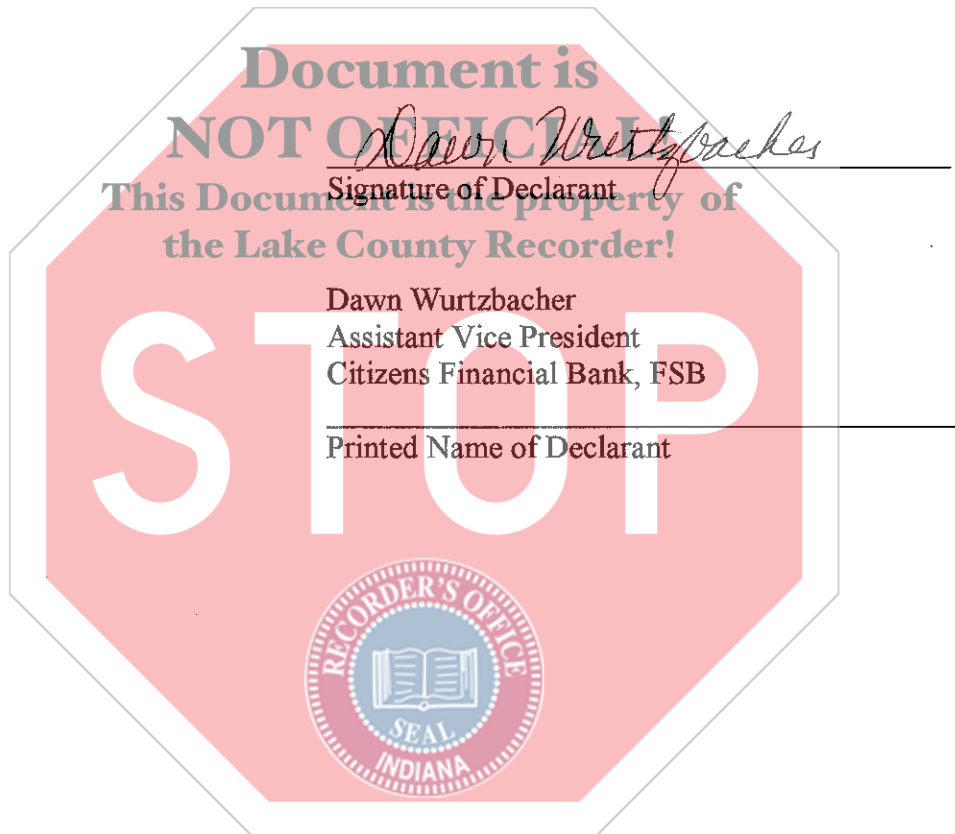 Document is
NOT OFFICIAL!
Dawn Wurtzbacher
Signature of Declarant
This Document is the property of
the Lake County Recorder!
Dawn Wurtzbacher
Assistant Vice President
Citizens Financial Bank, FSB
Printed Name of Declarant
STOP
RECORDER'S OFFICE
SEAL
INDIANA